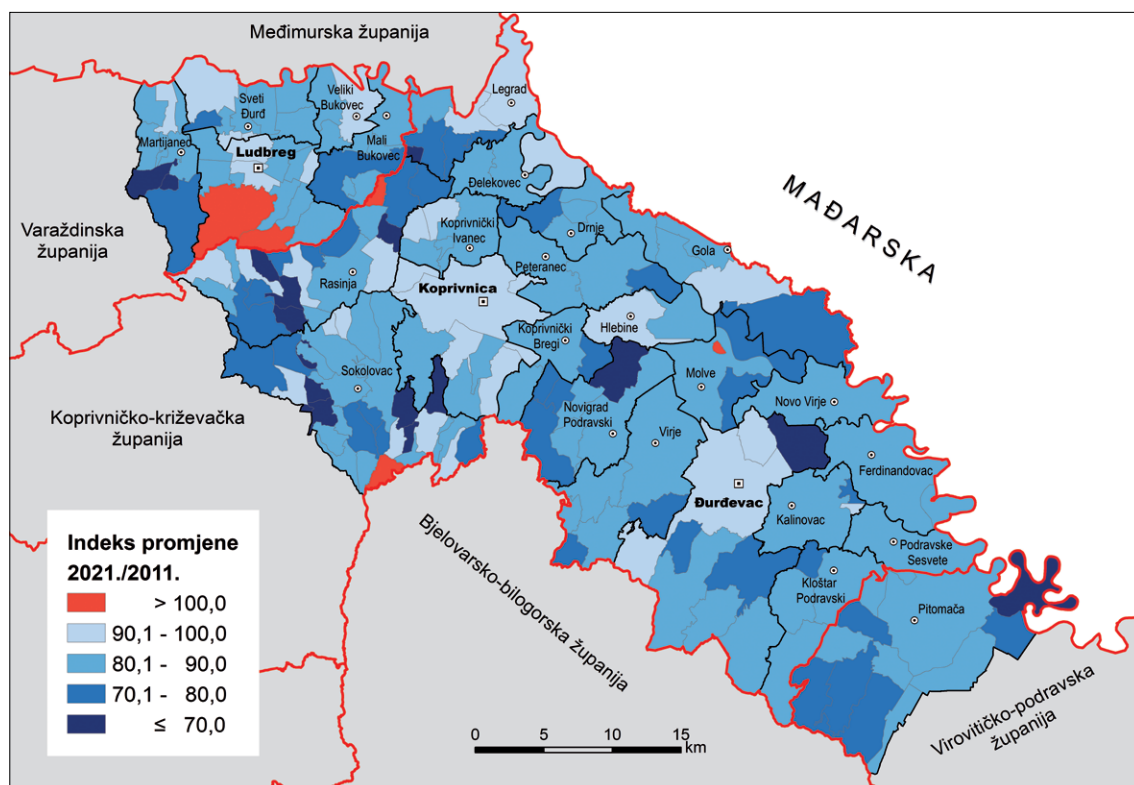 Međimurska županija
Legrad
Veliki
Bukovec
Sveti
Đurđ
Mali
Bukovec
Martijanec
Ludbreg
Đelekovec
MAĐARSKA
Varaždinska
županija
Koprivnički
Ivanec
Drnje
Gola
Peteranec
Rasinja
Koprivnica
Hlebine
Koprivnički
Bregi
Sokolovac
Molve
Koprivničko-križevačka
županija
Novo Virje
Novigrad
Podravski
Virje
Ferdinandovac
Đurđevac
Kalinovac
Podravske
Sesvete
Kloštar
Podravski
Pitomača
Bjelovarsko-bilogorska županija
Virovitičko-podravska
županija
Indeks promjene
2021./2011.
> 100,0
90,1 - 100,0
80,1 - 90,0
70,1 - 80,0
≤ 70,0
0 5 10 15
km